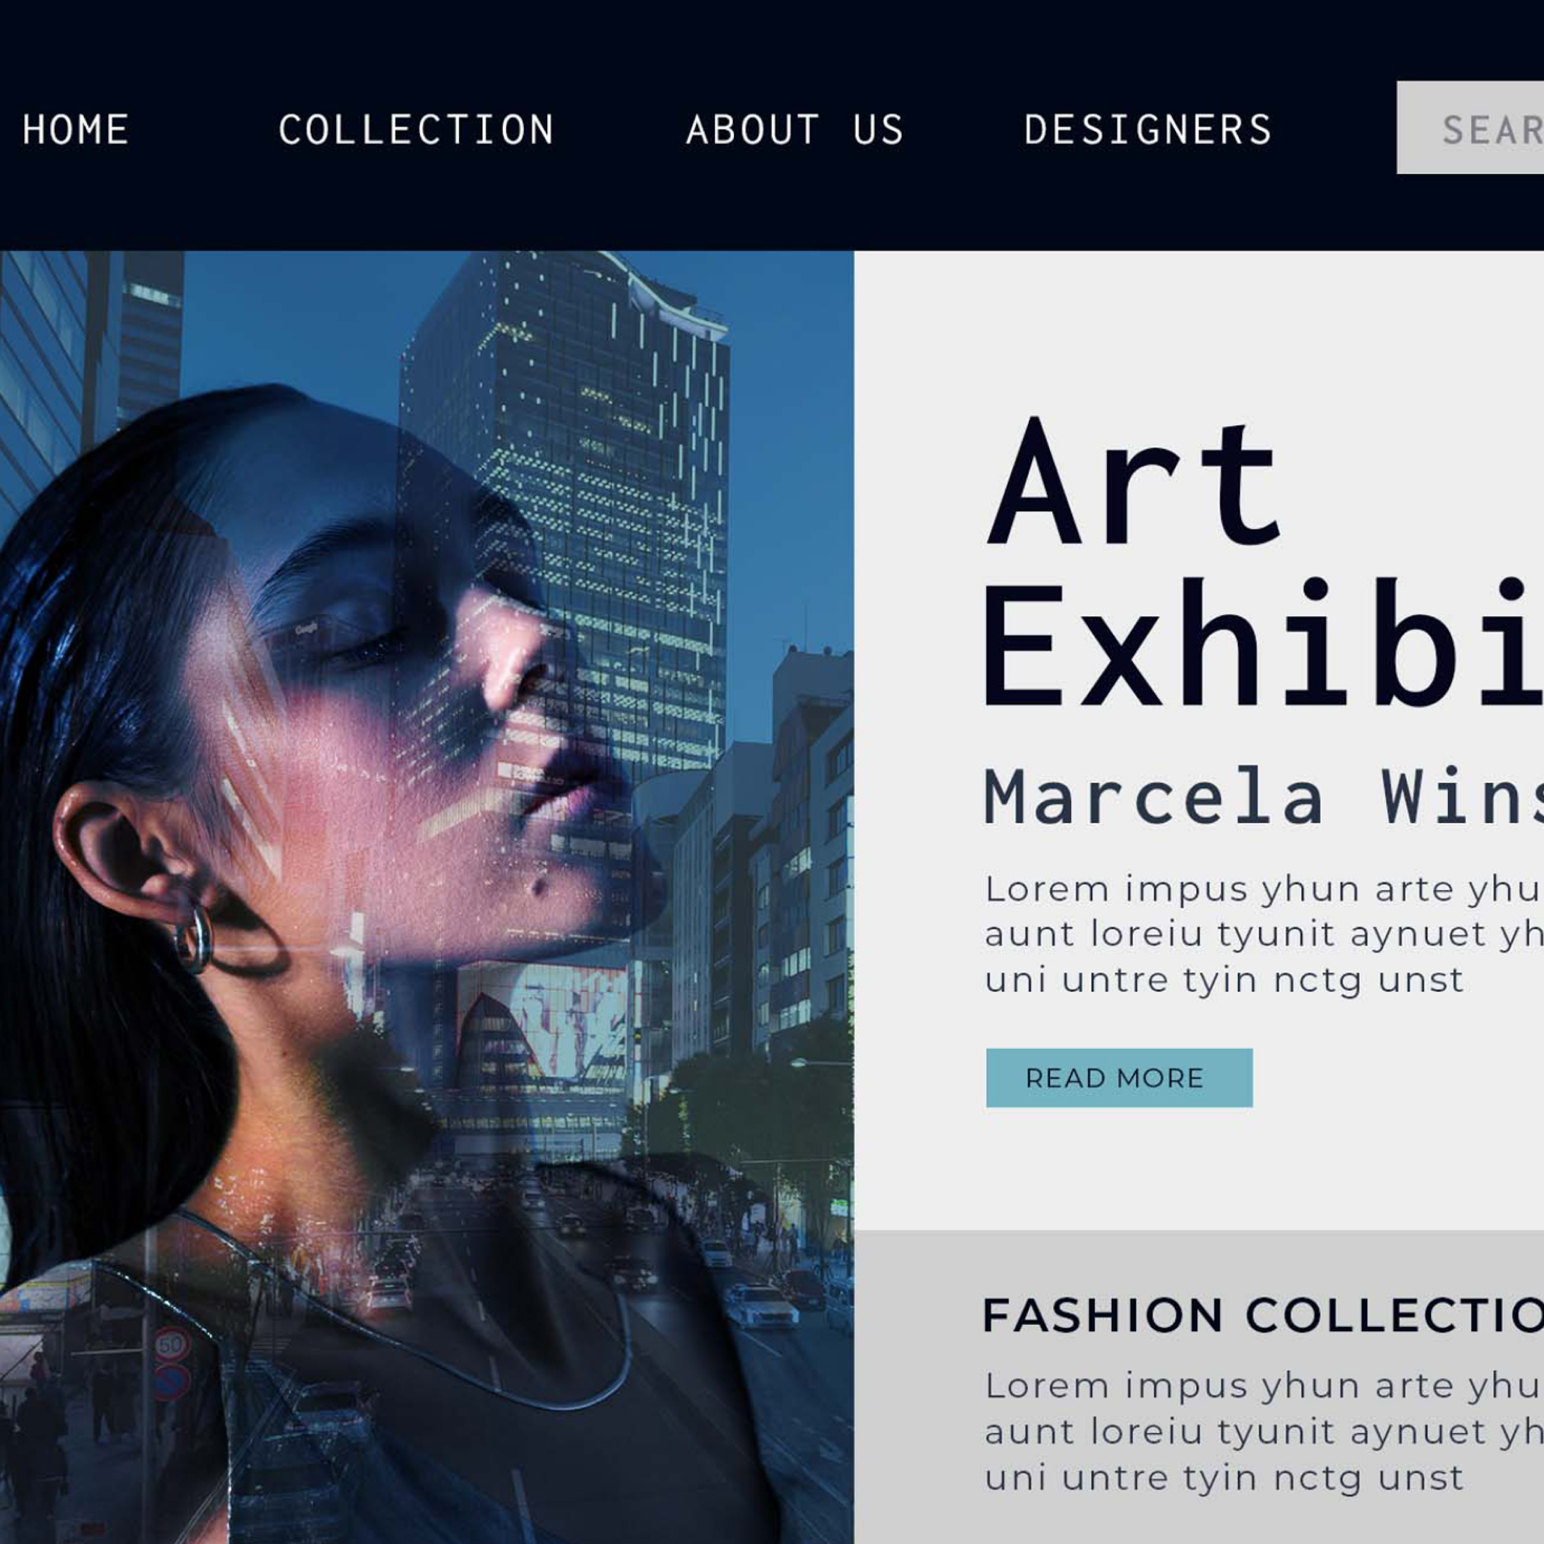 HOME COLLECTION ABOUT US DESIGNERS SEAR
Art
Exhibi
Marcela Wins
Lorem impus yhun arte yhu
aunt loreiu tyunit aynuet yh
uni untre tyin nctg unst
READ MORE
FASHION COLLECTIO
Lorem impus yhun arte yhu
aunt loreiu tyunit aynuet yh
uni untre tyin nctg unst
Google
50